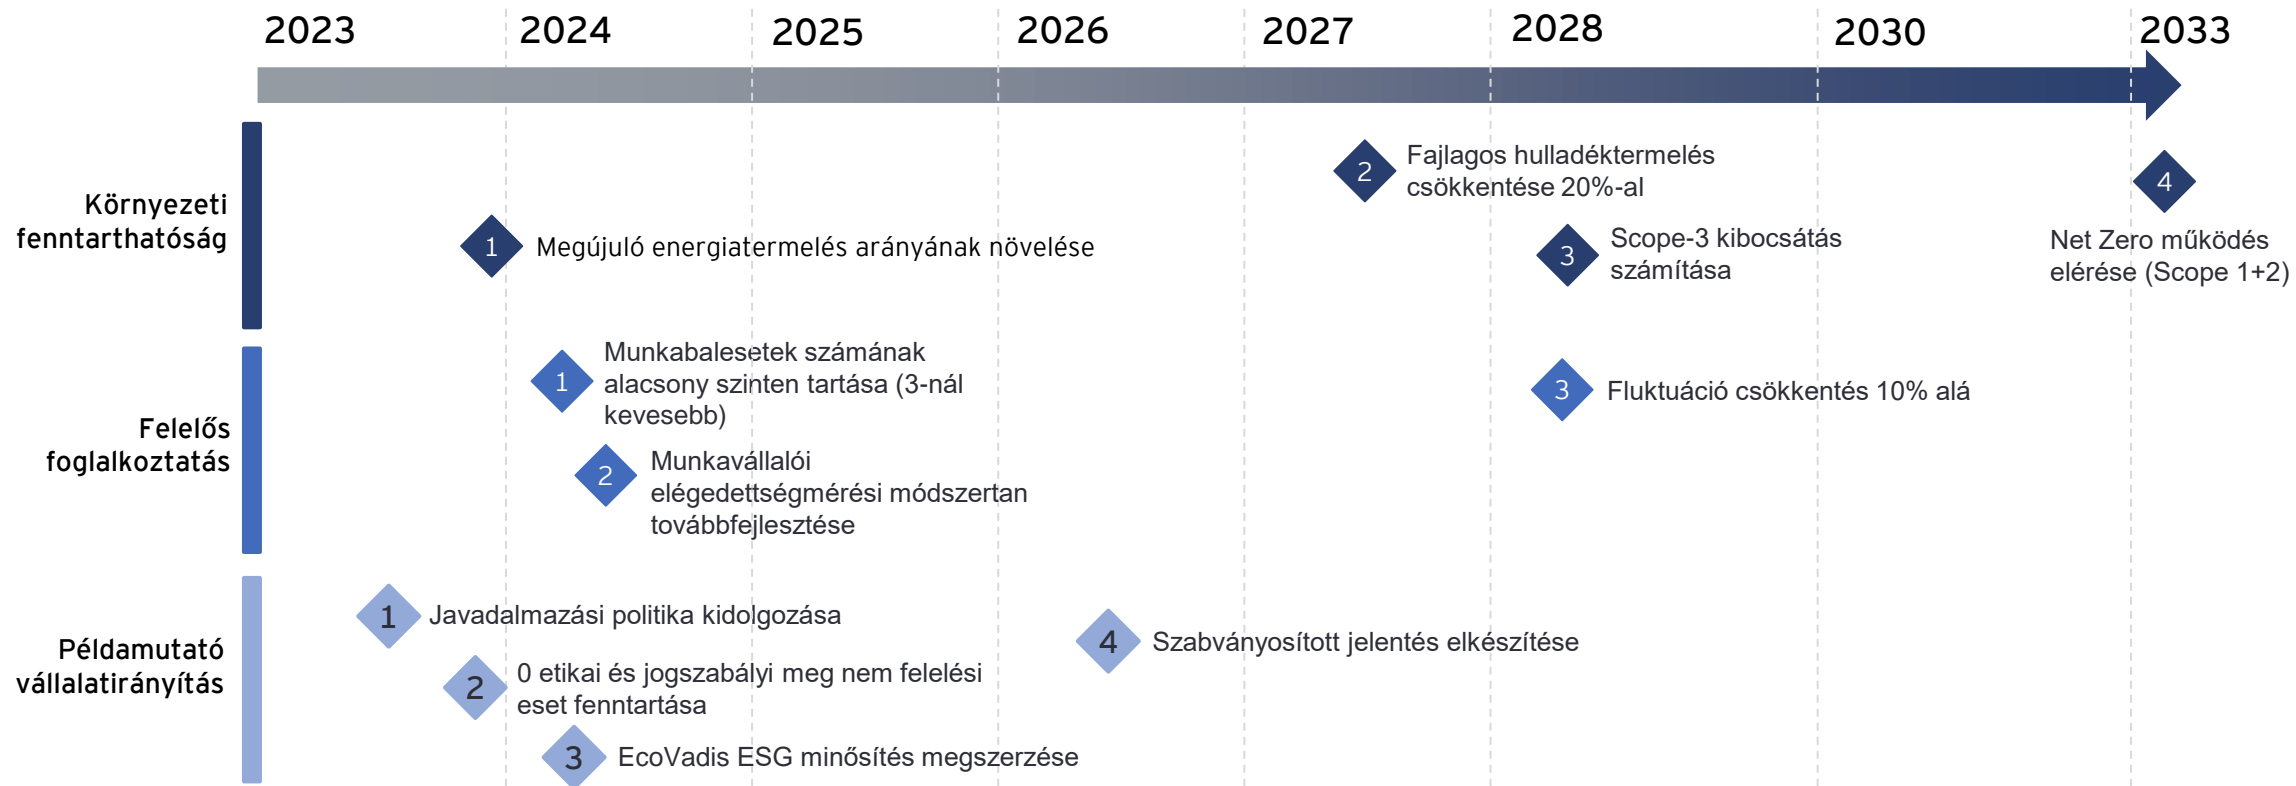 2023 2024 2025 2026 2027 2028 2030 2033
Környezeti
fenntarthatóság
1 Megújuló energiatermelés arányának növelése
2 Fajlagos hulladéktermelés
csökkentése 20%-al
3 Scope-3 kibocsátás
számítása
4
Net Zero működés
elérése (Scope 1+2)
Felelős
foglalkoztatás
1 Munkabalesetek számának
alacsony szinten tartása (3-nál
kevesebb)
2 Munkavállalói
elégedettségmérési módszertan
továbbfejlesztése
3 Fluktuáció csökkentés 10% alá
Példamutató
vállalatirányítás
1 Javadalmazási politika kidolgozása
2 0 etikai és jogszabályi meg nem felelési
eset fenntartása
3 EcoVadis ESG minősítés megszerzése
4 Szabványosított jelentés elkészítése